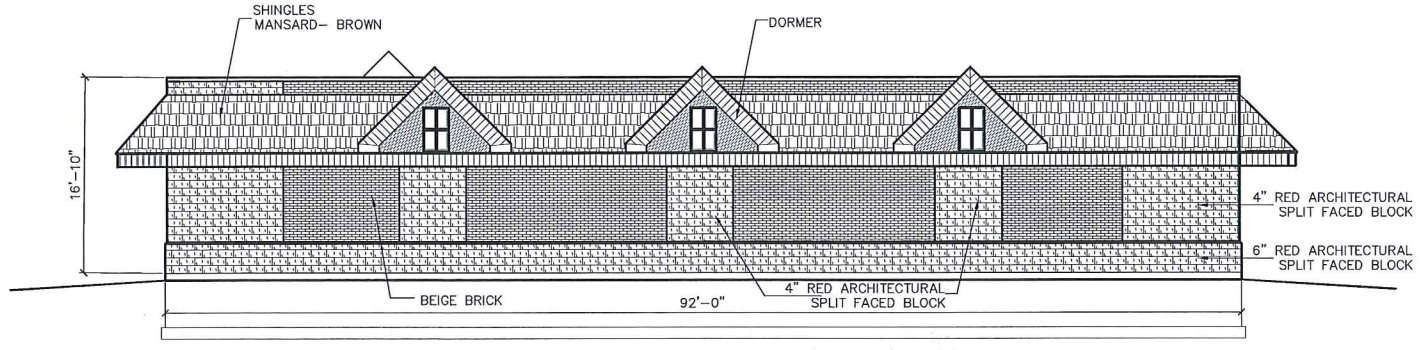 SHINGLES
MANSARD- BROWN
DORMER
16'-10"
4" RED ARCHITECTURAL
SPLIT FACED BLOCK
6" RED ARCHITECTURAL
SPLIT FACED BLOCK
BEIGE BRICK
4" RED ARCHITECTURAL
SPLIT FACED BLOCK
92'-0"